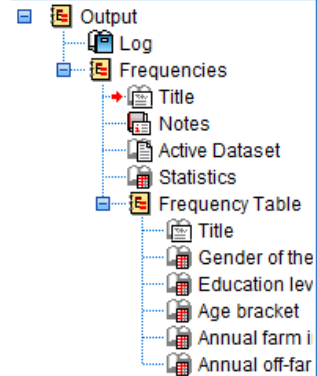 Output
Log
Frequencies
Title
Notes
Active Dataset
Statistics
Frequency Table
Title
Gender of the
Education lev
Age bracket
Annual farm i
Annual off-far